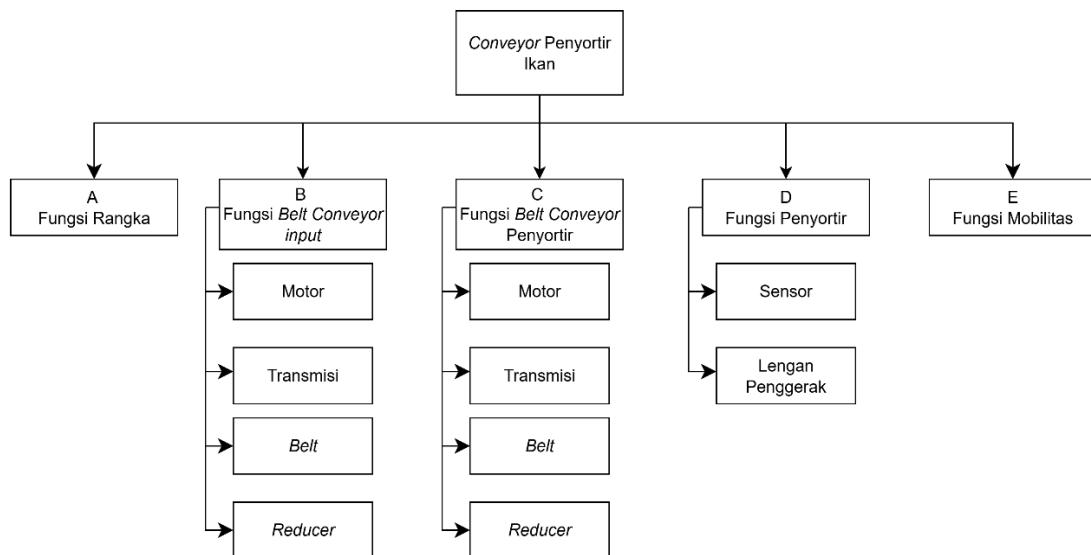 Conveyor Penyortir
Ikan
A
Fungsi Rangka
B
Fungsi Belt Conveyor
input
Motor
Transmisi
Belt
Reducer
C
Fungsi Belt Conveyor
Penyortir
Motor
Transmisi
Belt
Reducer
D
Fungsi Penyortir
Sensor
Lengan
Penggerak
E
Fungsi Mobilitas